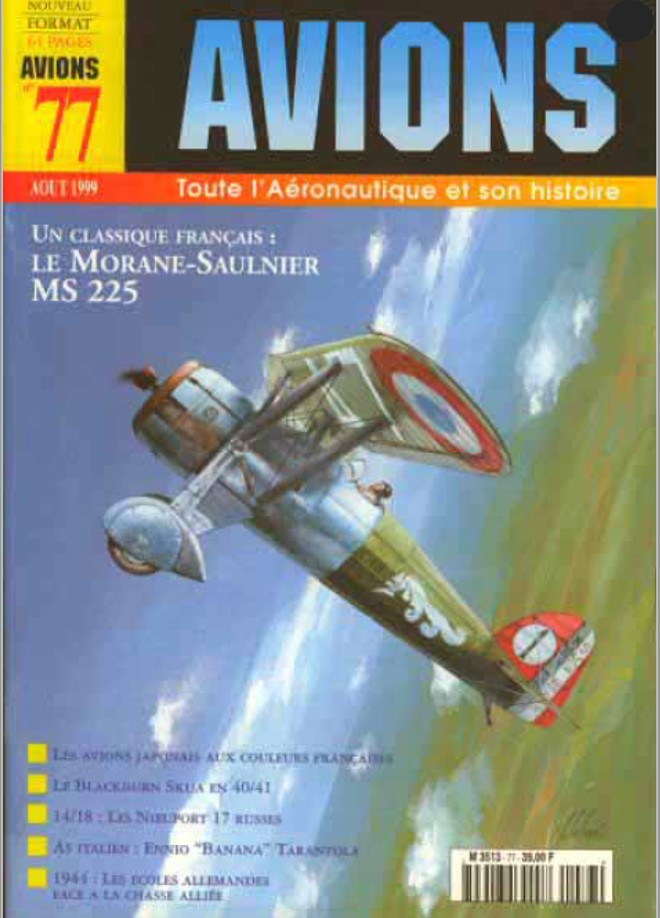 NOUVEAU
FORMAT
64 PAGES
AVIONS
n° 77
AOUT 1999
AVIONS
Toute l'Aéronautique et son histoire
UN CLASSIQUE FRANÇAIS :
LE MORANE-SAULNIER
MS 225
LES AVIONS JAPONAIS AUX COULEURS FRANÇAISES
LE BLACKBURN SKUA EN 40/41
14/18 : LES NIEUPORT 17 RUSSES
AS ITALIEN : ENNIO "BANANA" TARANTOLA
1944 : LES ECOLES ALLEMANDES
FACE A LA CHASSE ALLIÉE
M 3513 - 77 - 39,00 F